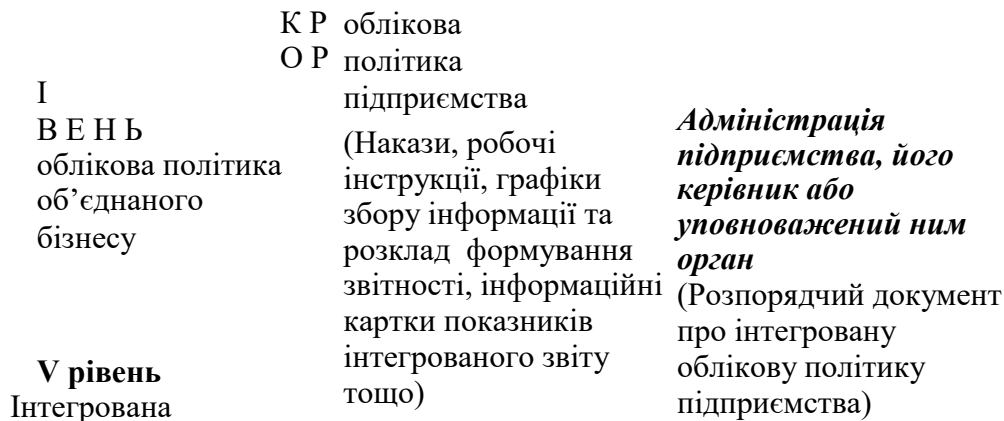 К Р
О Р
І
В Е Н Ь
облікова політика
об’єднаного
бізнесу
V рівень
Інтегрована
облікова
політика
підприємства
(Накази, робочі
інструкції, графіки
збору інформації та
розклад формування
звітності, інформаційні
картки показників
інтегрованого звіту
тощо)
Адміністрація
підприємства, його
керівник або
уповноважений ним
орган
(Розпорядчий документ
про інтегровану
облікову політику
підприємства)